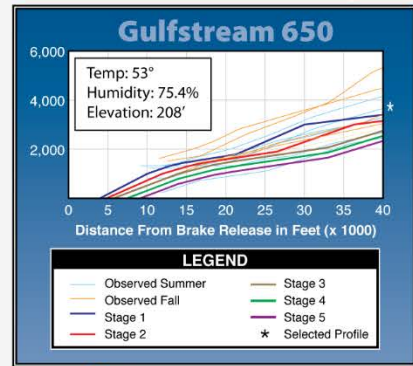 Gulfstream 650
6,000
4,000
2,000
Temp: 53°
Humidity: 75.4%
Elevation: 208′
*
0 5 10 15 20 25 30 35 40
Distance From Brake Release in Feet (x 1000)
LEGEND
Observed Summer
Observed Fall
Stage 1
Stage 2
Stage 3
Stage 4
Stage 5
* Selected Profile